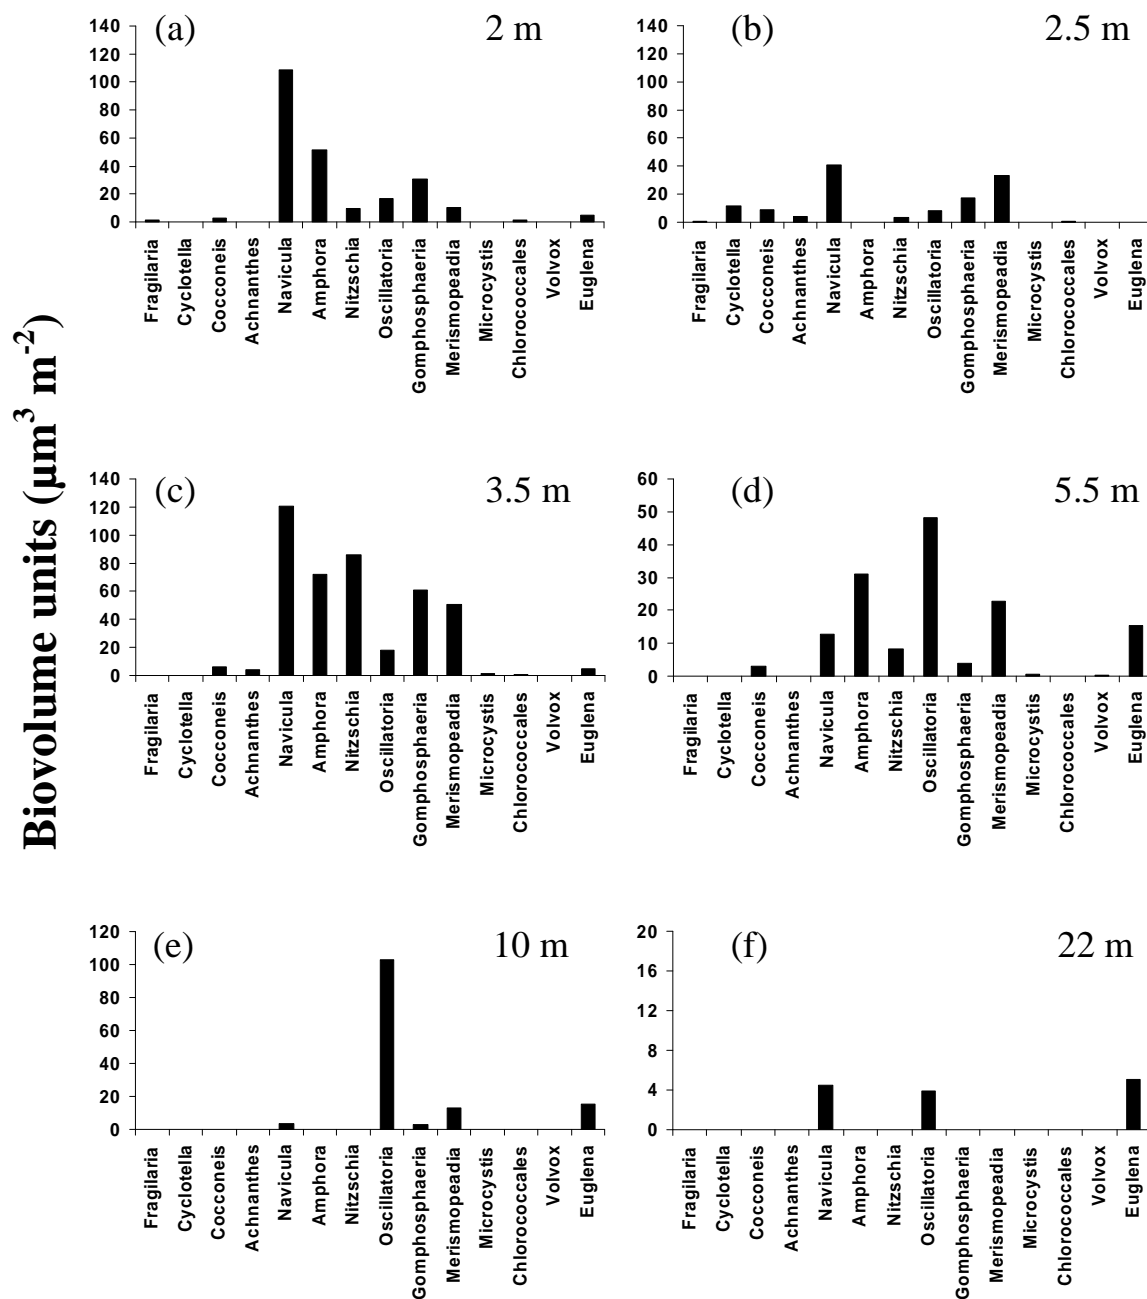 Biovolume units (µm³ m⁻²)
(a) 2 m
140
120
100
80
60
40
20
0
Fragilaria
Cyclotella
Cocconeis
Achnanthes
Navicula
Amphora
Nitzschia
Oscillatoria
Gomphosphaeria
Merismopeadia
Microcystis
Chlorococcales
Volvox
Euglena
(b) 2.5 m
140
120
100
80
60
40
20
0
Fragilaria
Cyclotella
Cocconeis
Achnanthes
Navicula
Amphora
Nitzschia
Oscillatoria
Gomphosphaeria
Merismopeadia
Microcystis
Chlorococcales
Volvox
Euglena
(c) 3.5 m
140
120
100
80
60
40
20
0
Fragilaria
Cyclotella
Cocconeis
Achnanthes
Navicula
Amphora
Nitzschia
Oscillatoria
Gomphosphaeria
Merismopeadia
Microcystis
Chlorococcales
Volvox
Euglena
(d) 5.5 m
60
50
40
30
20
10
0
Fragilaria
Cyclotella
Cocconeis
Achnanthes
Navicula
Amphora
Nitzschia
Oscillatoria
Gomphosphaeria
Merismopeadia
Microcystis
Chlorococcales
Volvox
Euglena
(e) 10 m
120
100
80
60
40
20
0
Fragilaria
Cyclotella
Cocconeis
Achnanthes
Navicula
Amphora
Nitzschia
Oscillatoria
Gomphosphaeria
Merismopeadia
Microcystis
Chlorococcales
Volvox
Euglena
(f) 22 m
20
16
12
8
4
0
Fragilaria
Cyclotella
Cocconeis
Achnanthes
Navicula
Amphora
Nitzschia
Oscillatoria
Gomphosphaeria
Merismopeadia
Microcystis
Chlorococcales
Volvox
Euglena